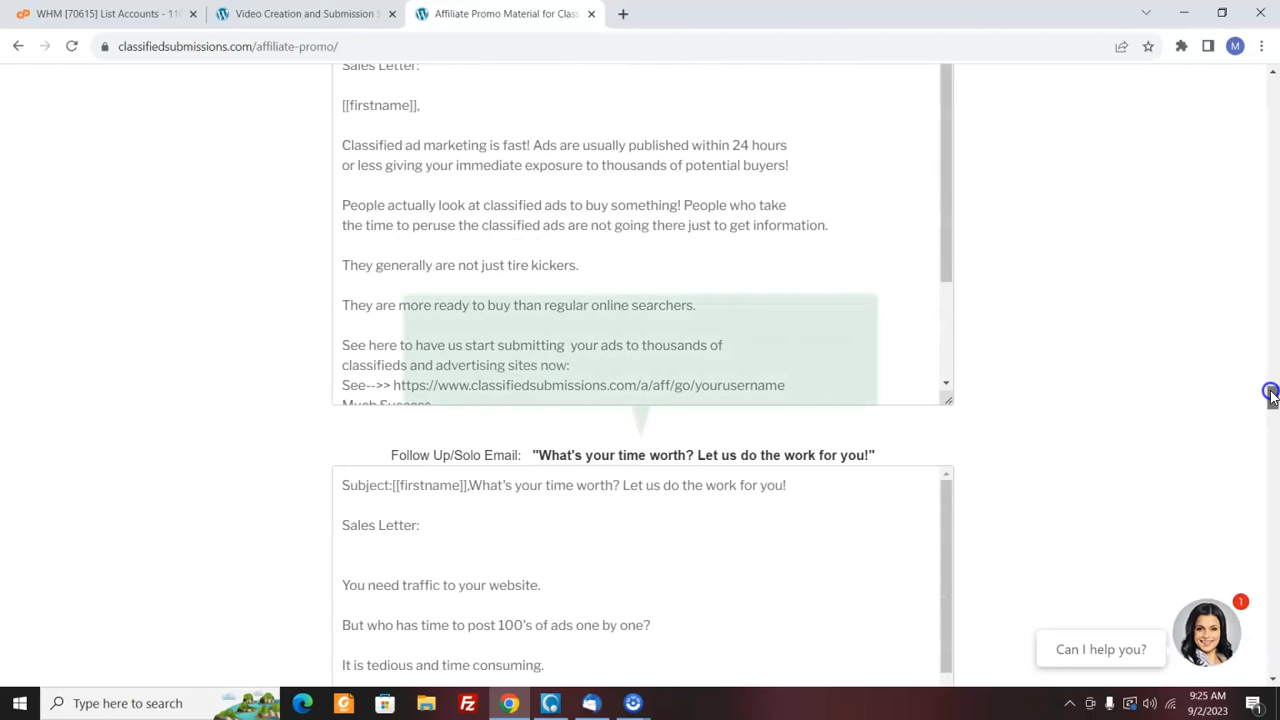 WHM [70615] List Accounts - 110
Video Creation and Submission S
Affiliate Promo Material for Class
classifiedsubmissions.com/affiliate-promo/
M
Sales Letter:
[[firstname]],
Classified ad marketing is fast! Ads are usually published within 24 hours
or less giving your immediate exposure to thousands of potential buyers!
People actually look at classified ads to buy something! People who take
the time to peruse the classified ads are not going there just to get information.
They generally are not just tire kickers.
They are more ready to buy than regular online searchers.
See here to have us start submitting  your ads to thousands of
classifieds and advertising sites now:
See-->> https://www.classifiedsubmissions.com/a/aff/go/yourusername
Much Success
Follow Up/Solo Email: "What's your time worth? Let us do the work for you!"
Subject:[[firstname]],What's your time worth? Let us do the work for you!
Sales Letter:
You need traffic to your website.
But who has time to post 100's of ads one by one?
It is tedious and time consuming.
1
Can I help you?
Type here to search
9:25 AM
9/2/2023
1